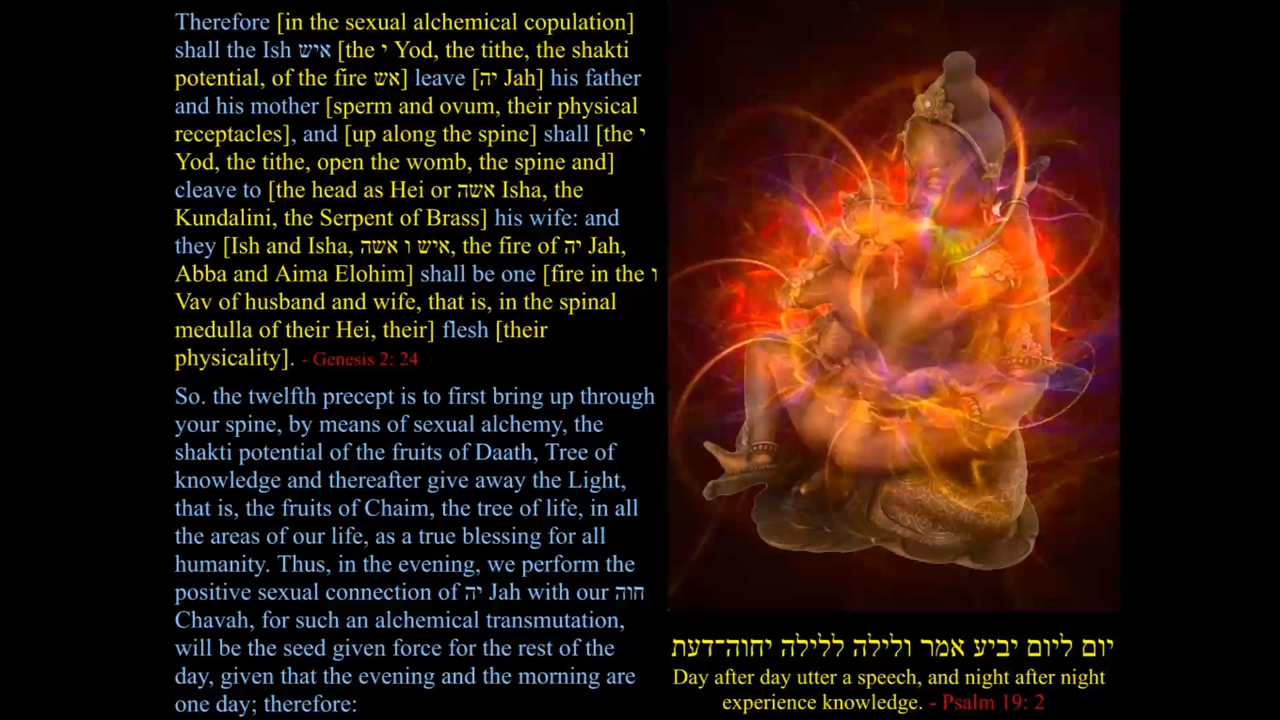 Therefore [in the sexual alchemical copulation]
shall the Ish איש [the י Yod, the tithe, the shakti
potential, of the fire אש] leave [יה Jah] his father
and his mother [sperm and ovum, their physical
receptacles], and [up along the spine] shall [the י
Yod, the tithe, open the womb, the spine and]
cleave to [the head as Hei or אשה Isha, the
Kundalini, the Serpent of Brass] his wife: and
they [Ish and Isha, איש ו אשה, the fire of יה Jah,
Abba and Aima Elohim] shall be one [fire in the ו
Vav of husband and wife, that is, in the spinal
medulla of their Hei, their] flesh [their
physicality]. - Genesis 2: 24
So. the twelfth precept is to first bring up through
your spine, by means of sexual alchemy, the
shakti potential of the fruits of Daath, Tree of
knowledge and thereafter give away the Light,
that is, the fruits of Chaim, the tree of life, in all
the areas of our life, as a true blessing for all
humanity. Thus, in the evening, we perform the
positive sexual connection of יה Jah with our חוה
Chavah, for such an alchemical transmutation,
will be the seed given force for the rest of the
day, given that the evening and the morning are
one day; therefore:
יום ליום יביע אמר ולילה ללילה יחוה־דעת
Day after day utter a speech, and night after night
experience knowledge. - Psalm 19: 2